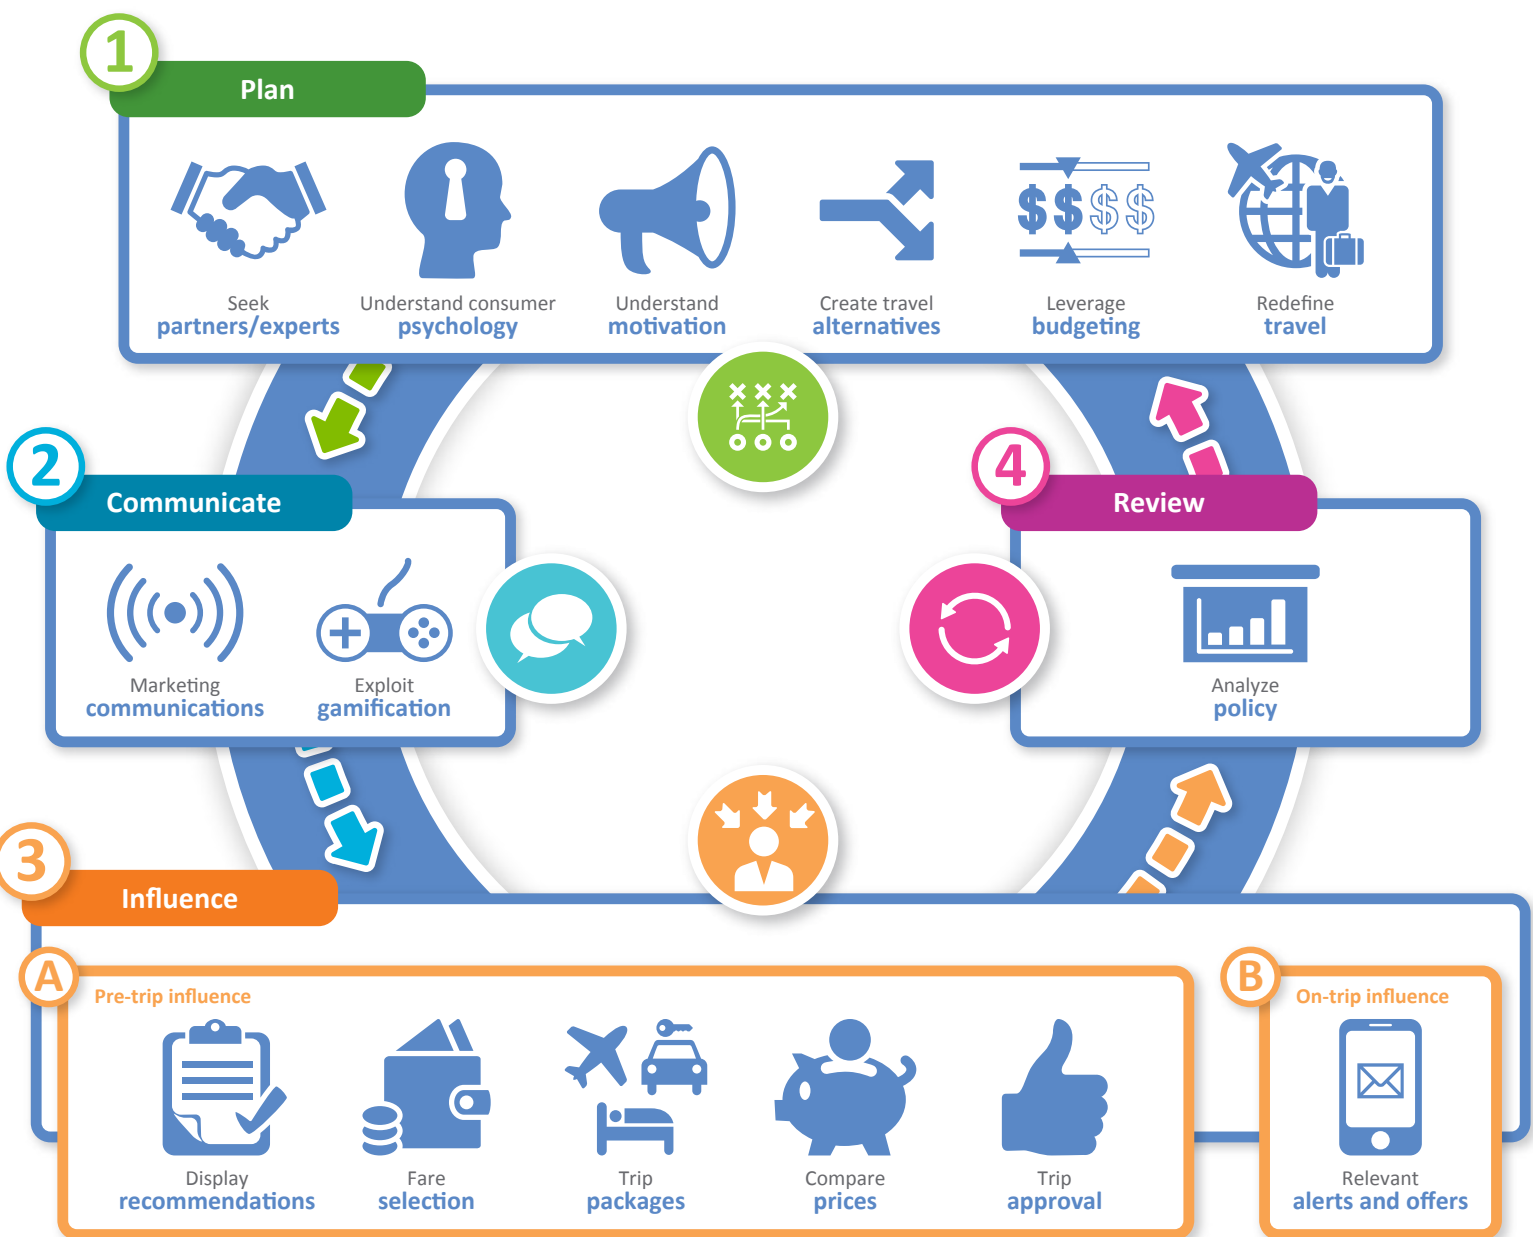 1
Plan
Seek
partners/experts
Understand consumer
psychology
Understand
motivation
Create travel
alternatives
$$$$
Leverage
budgeting
Redefine
travel
2
Communicate
Marketing
communications
Exploit
gamification
4
Review
Analyze
policy
3
Influence
A
Pre-trip influence
Display
recommendations
Fare
selection
Trip
packages
Compare
prices
Trip
approval
B
On-trip influence
Relevant
alerts and offers